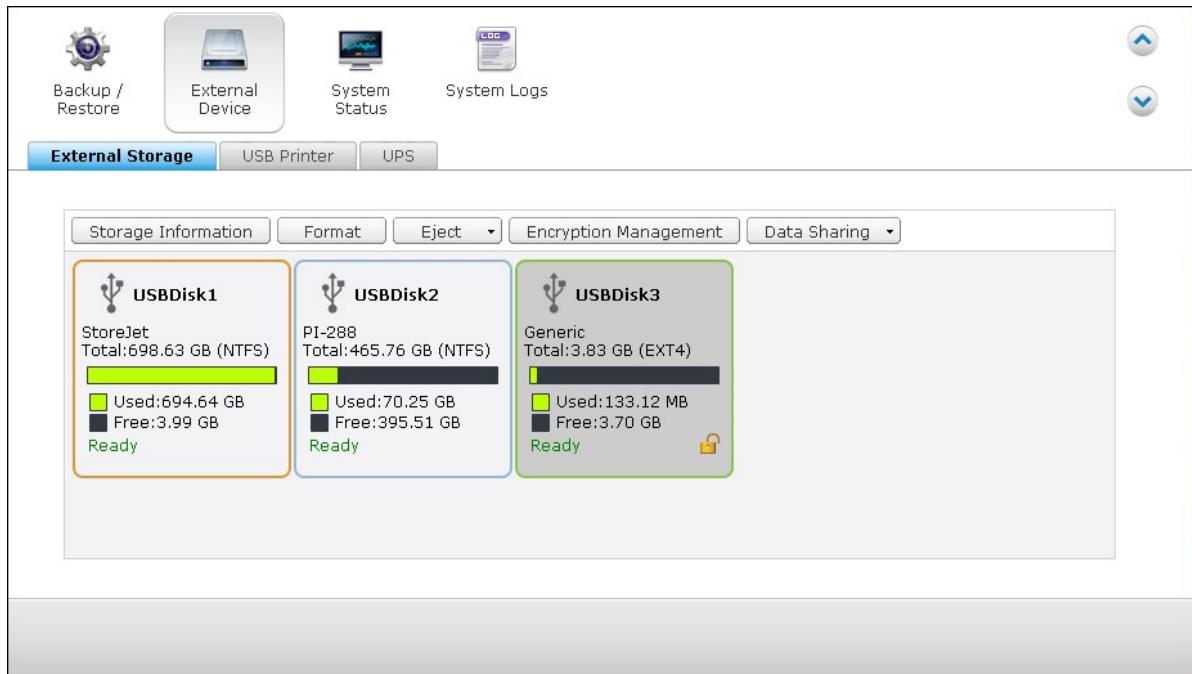 LOG
Backup /
Restore
External
Device
System
Status
System Logs
External Storage
USB Printer
UPS
Storage Information
Format
Eject
Encryption Management
Data Sharing
USBDisk1
StoreJet
Total:698.63 GB (NTFS)
Used:694.64 GB
Free:3.99 GB
Ready
USBDisk2
PI-288
Total:465.76 GB (NTFS)
Used:70.25 GB
Free:395.51 GB
Ready
USBDisk3
Generic
Total:3.83 GB (EXT4)
Used:133.12 MB
Free:3.70 GB
Ready